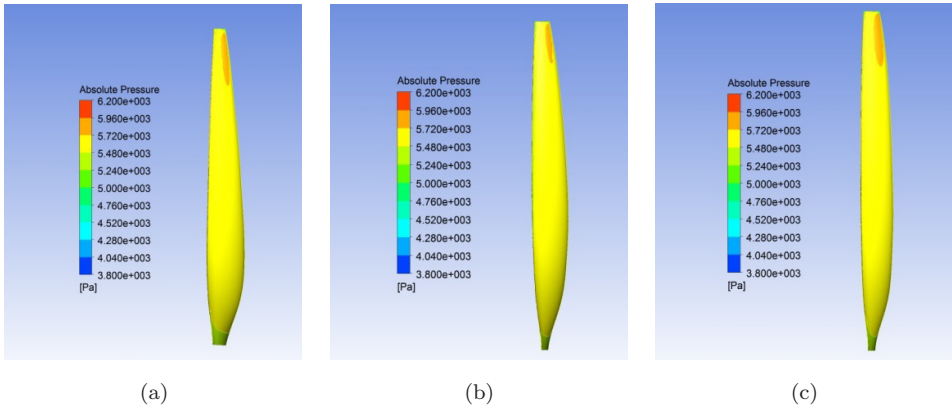 Absolute Pressure
6.200e+003
5.960e+003
5.720e+003
5.480e+003
5.240e+003
5.000e+003
4.760e+003
4.520e+003
4.280e+003
4.040e+003
3.800e+003
[Pa]
(a)
Absolute Pressure
6.200e+003
5.960e+003
5.720e+003
5.480e+003
5.240e+003
5.000e+003
4.760e+003
4.520e+003
4.280e+003
4.040e+003
3.800e+003
[Pa]
(b)
Absolute Pressure
6.200e+003
5.960e+003
5.720e+003
5.480e+003
5.240e+003
5.000e+003
4.760e+003
4.520e+003
4.280e+003
4.040e+003
3.800e+003
[Pa]
(c)